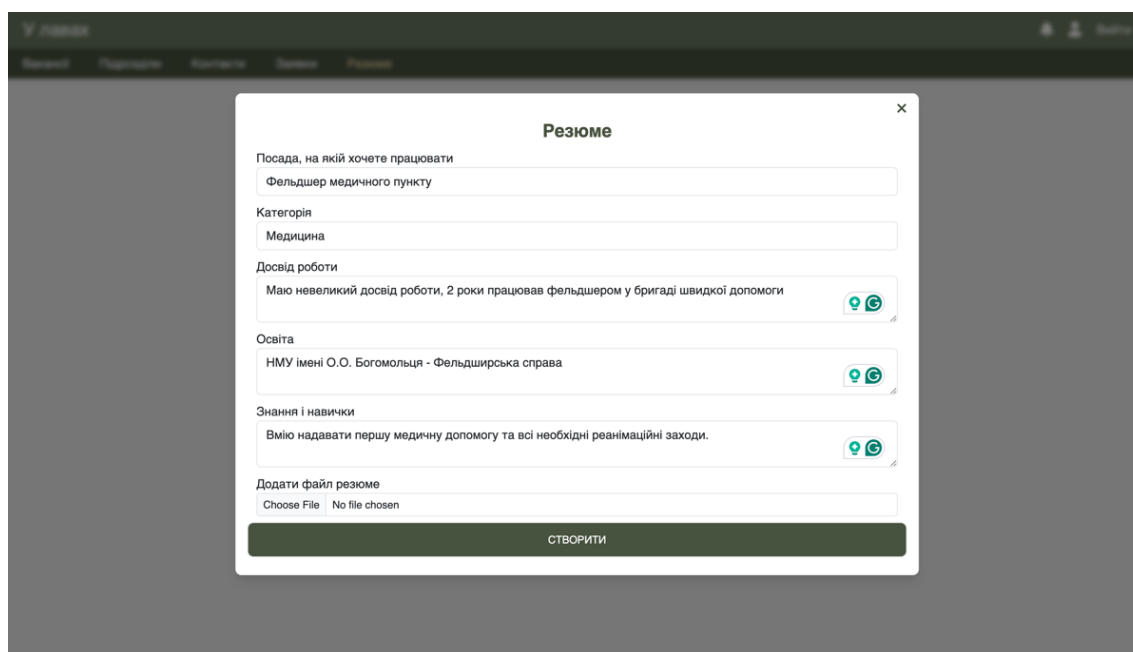 У лавах
Вийти
Вакансії Підрозділи Контакти Заявки Резюме
×
Резюме
Посада, на якій хочете працювати
Фельдшер медичного пункту
Категорія
Медицина
Досвід роботи
Маю невеликий досвід роботи, 2 роки працював фельдшером у бригаді швидкої допомоги
Освіта
НМУ імені О.О. Богомольця - Фельдширська справа
Знання і навички
Вмію надавати першу медичну допомогу та всі необхідні реанімаційні заходи.
Додати файл резюме
Choose File No file chosen
СТВОРИТИ